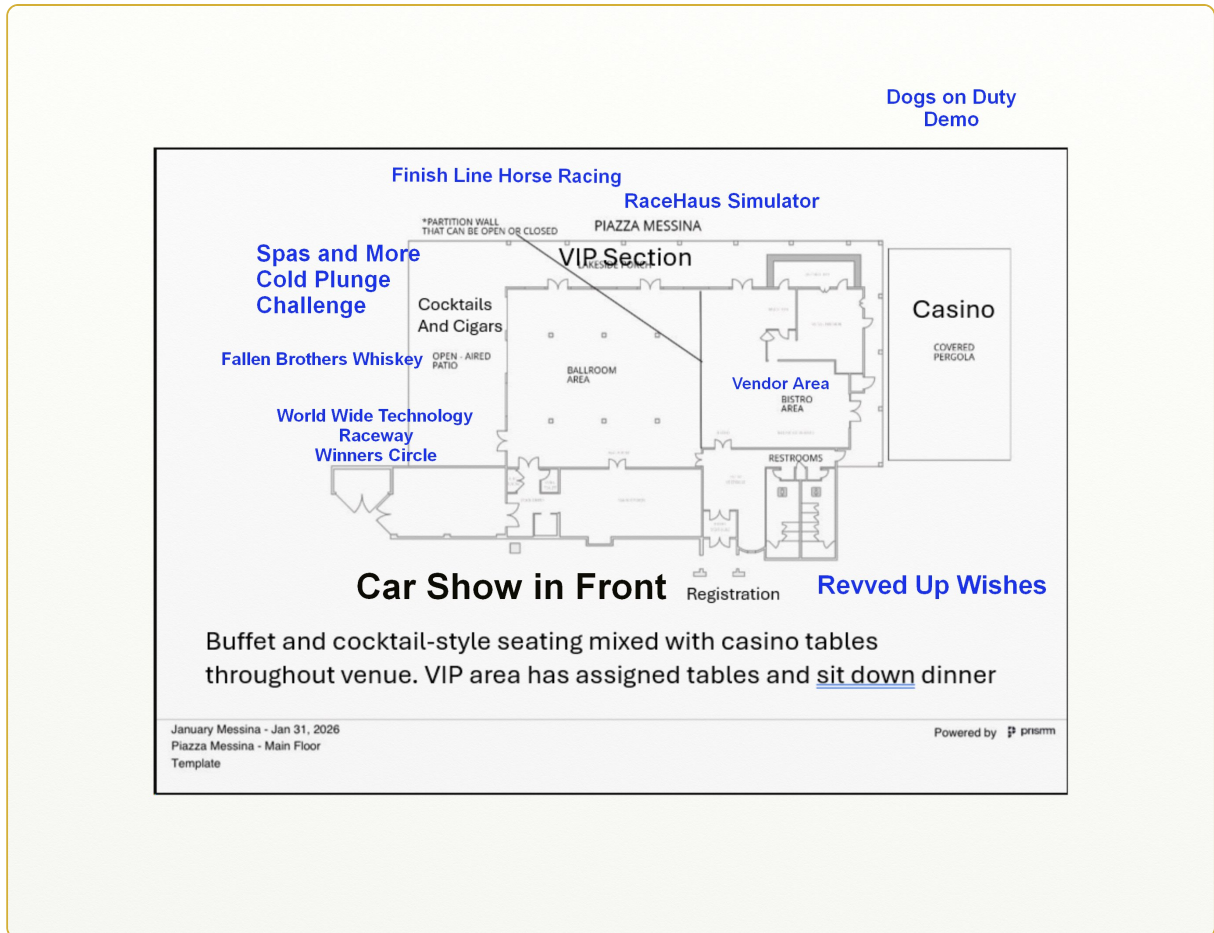 Dogs on Duty
Demo
Finish Line Horse Racing
RaceHaus Simulator
*PARTITION WALL
THAT CAN BE OPEN OR CLOSED
PIAZZA MESSINA
Spas and More
Cold Plunge
Challenge
VIP Section
LAKESIDE PORCH
Cocktails
And Cigars
Casino
COVERED
PERGOLA
Fallen Brothers Whiskey
OPEN - AIRED
PATIO
BALLROOM
AREA
Vendor Area
BISTRO
AREA
World Wide Technology
Raceway
Winners Circle
RESTROOMS
Car Show in Front
Registration
Revved Up Wishes
Buffet and cocktail-style seating mixed with casino tables
throughout venue. VIP area has assigned tables and sit down dinner
January Messina - Jan 31, 2026
Piazza Messina - Main Floor
Template
Powered by prismm